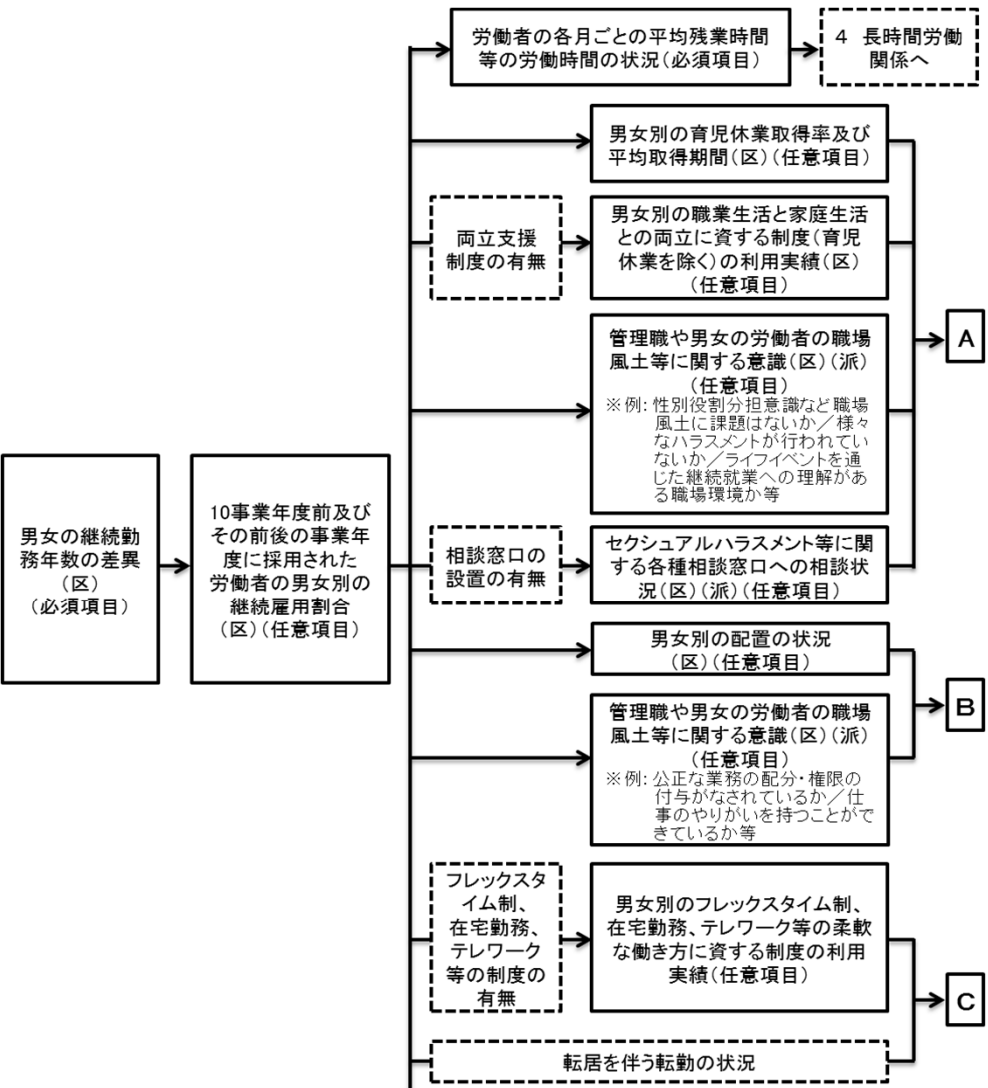 労働者の各月ごとの平均残業時間
等の労働時間の状況(必須項目)
4 長時間労働
関係へ
男女別の育児休業取得率及び
平均取得期間(区)(任意項目)
両立支援
制度の有無
男女別の職業生活と家庭生活
との両立に資する制度(育児
休業を除く)の利用実績(区)
(任意項目)
管理職や男女の労働者の職場
風土等に関する意識(区)(派)
(任意項目)
※例:性別役割分担意識など職場
風土に課題はないか/様々
なハラスメントが行われてい
ないか/ライフイベントを通
じた継続就業への理解があ
る職場環境か等
A
男女の継続勤
務年数の差異
(区)
(必須項目)
10事業年度前及び
その前後の事業年
度に採用された
労働者の男女別の
継続雇用割合
(区)(任意項目)
相談窓口の
設置の有無
セクシュアルハラスメント等に関
する各種相談窓口への相談状
況(区)(派)(任意項目)
男女別の配置の状況
(区)(任意項目)
管理職や男女の労働者の職場
風土等に関する意識(区)(派)
(任意項目)
※例:公正な業務の配分・権限の
付与がなされているか/仕
事のやりがいを持つことがで
きているか等
B
フレックスタ
イム制、
在宅勤務、
テレワーク
等の制度の
有無
男女別のフレックスタイム制、
在宅勤務、テレワーク等の柔軟
な働き方に資する制度の利用
実績(任意項目)
C
転居を伴う転勤の状況